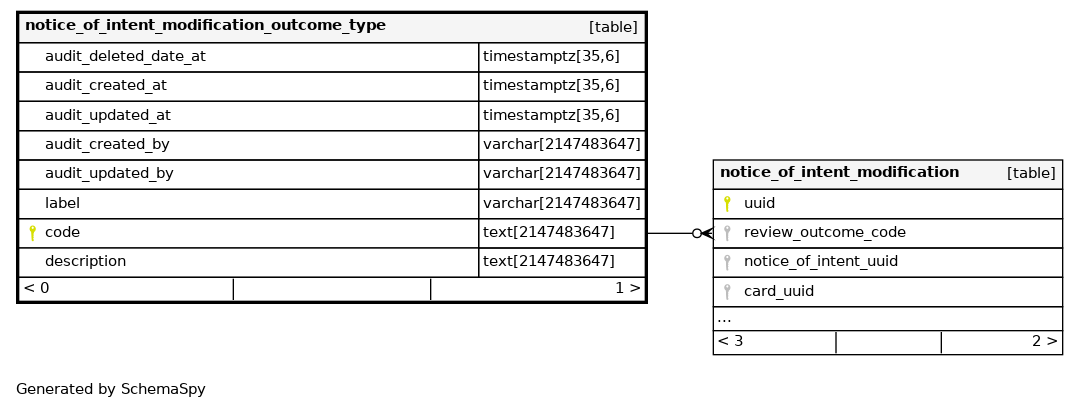 notice_of_intent_modification_outcome_type [table]
audit_deleted_date_at timestamptz[35,6]
audit_created_at timestamptz[35,6]
audit_updated_at timestamptz[35,6]
audit_created_by varchar[2147483647]
audit_updated_by varchar[2147483647]
label varchar[2147483647]
code text[2147483647]
description text[2147483647]
< 0 1 >
notice_of_intent_modification [table]
uuid
review_outcome_code
notice_of_intent_uuid
card_uuid
...
< 3 2 >
Generated by SchemaSpy